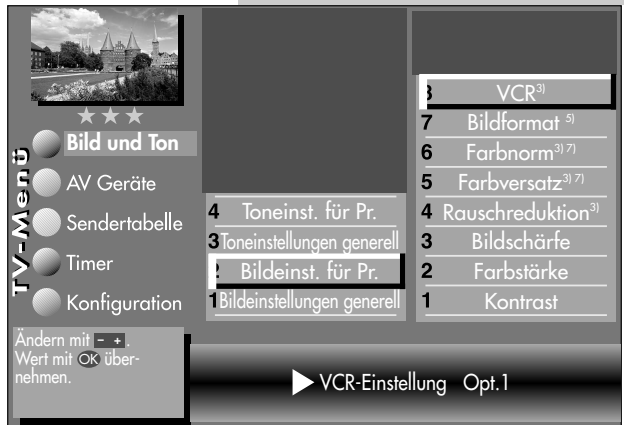 TV-Menü
Bild und Ton
AV Geräte
Sendertabelle
Timer
Konfiguration
4 Toneinst. für Pr.
3 Toneinstellungen generell
2 Bildeinst. für Pr.
1 Bildeinstellungen generell
8 VCR3)
7 Bildformat 5)
6 Farbnorm3) 7)
5 Farbversatz3) 7)
4 Rauschreduktion3)
3 Bildschärfe
2 Farbstärke
1 Kontrast
Ändern mit - + .
Wert mit OK über-
nehmen.
VCR-Einstellung Opt.1